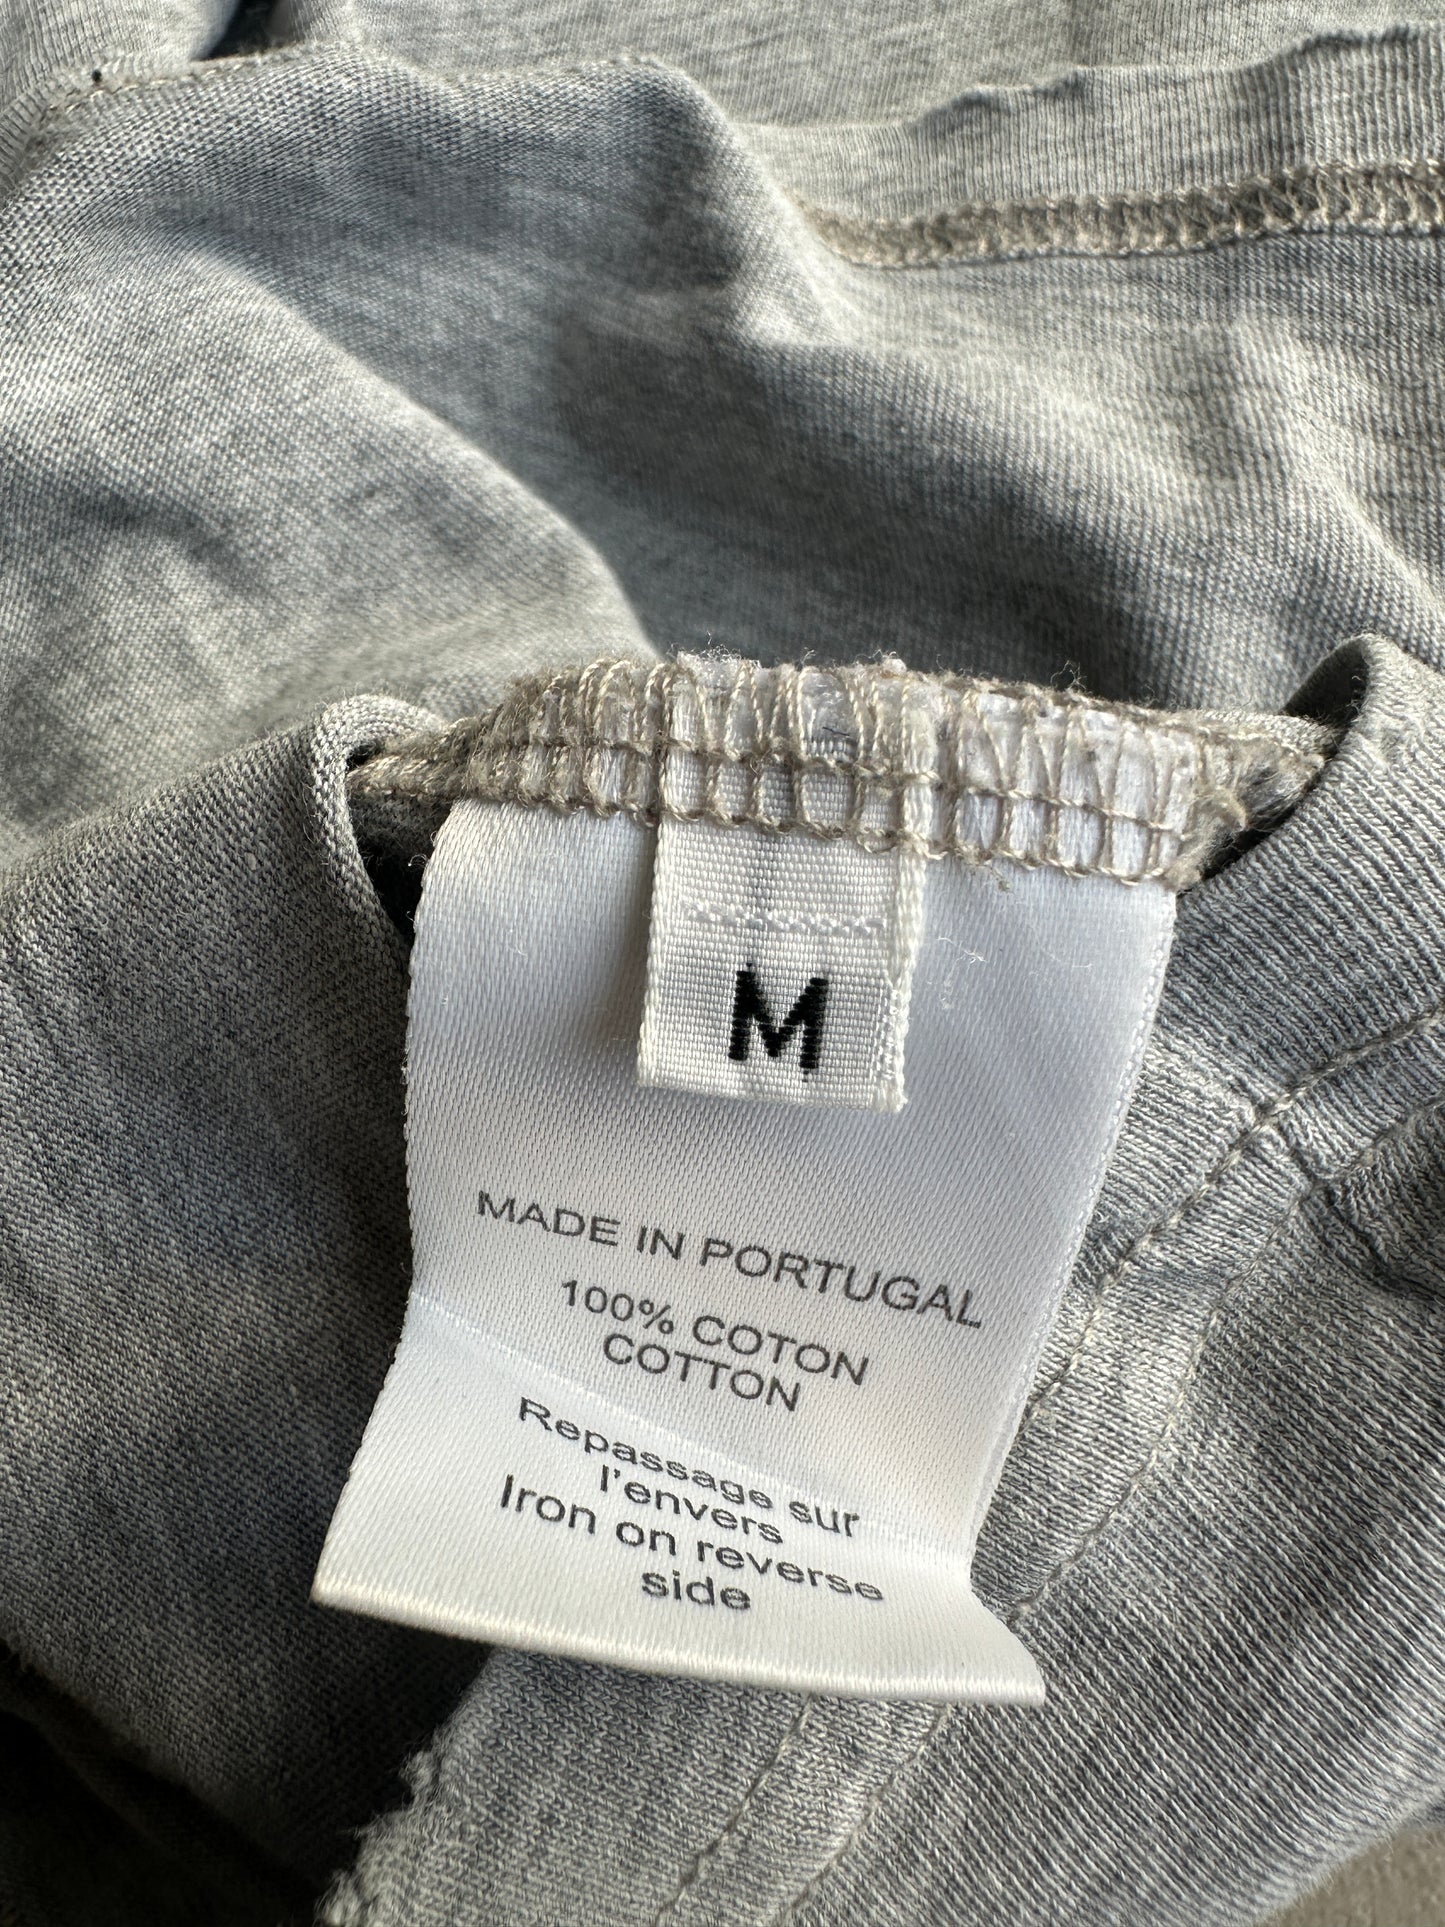 M
MADE IN PORTUGAL
100% COTON
COTTON
Repassage sur
l'envers
Iron on reverse
side